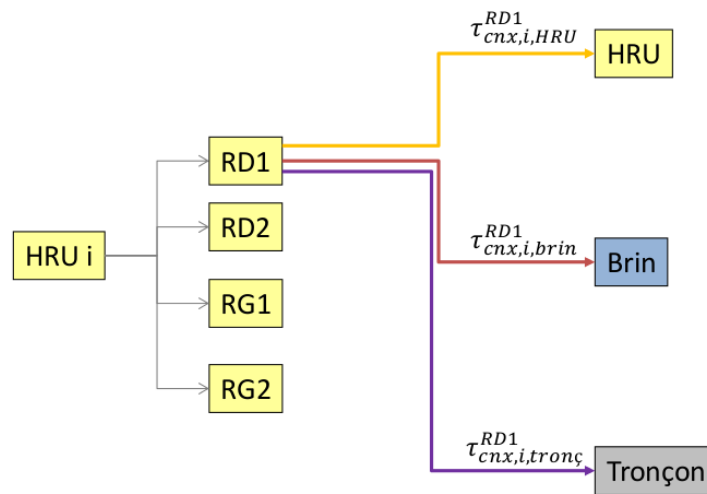 τ^{RD1}_{cnx,i,HRU}
HRU
RD1
RD2
HRU i
τ^{RD1}_{cnx,i,brin}
Brin
RG1
RG2
τ^{RD1}_{cnx,i,tronç}
Tronçon